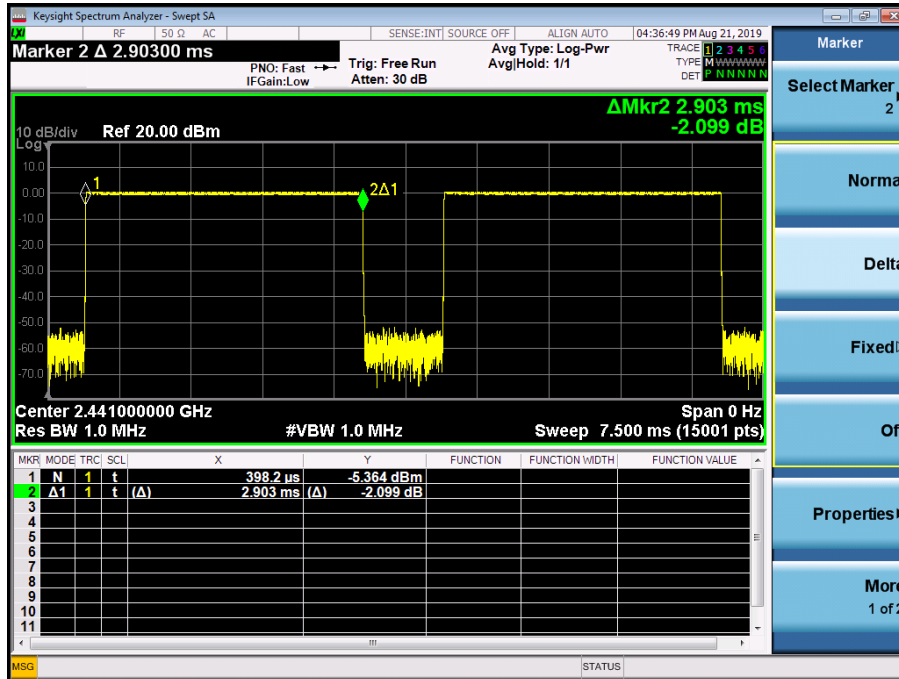 Keysight Spectrum Analyzer - Swept SA
LXI RF 50 Ω AC SENSE:INT SOURCE OFF ALIGN AUTO 04:36:49 PM Aug 21, 2019
Marker 2 Δ 2.90300 ms
PNO: Fast Trig: Free Run Avg Type: Log-Pwr TRACE 1 2 3 4 5 6
IFGain:Low Atten: 30 dB Avg|Hold: 1/1 TYPE M WWWWW
DET P N N N N N
ΔMkr2 2.903 ms
-2.099 dB
10 dB/div Ref 20.00 dBm
Log
10.0
0.00
-10.0
-20.0
-30.0
-40.0
-50.0
-60.0
-70.0
1
2Δ1
Center 2.441000000 GHz Span 0 Hz
Res BW 1.0 MHz #VBW 1.0 MHz Sweep 7.500 ms (15001 pts)
MKR MODE TRC SCL X Y FUNCTION FUNCTION WIDTH FUNCTION VALUE
1 N 1 t 398.2 µs -5.364 dBm
2 Δ1 1 t (Δ) 2.903 ms (Δ) -2.099 dB
3
4
5
6
7
8
9
10
11
MSG STATUS
Marker
Select Marker
2
Norma
Delta
Fixed
Of
Properties
More
1 of 2